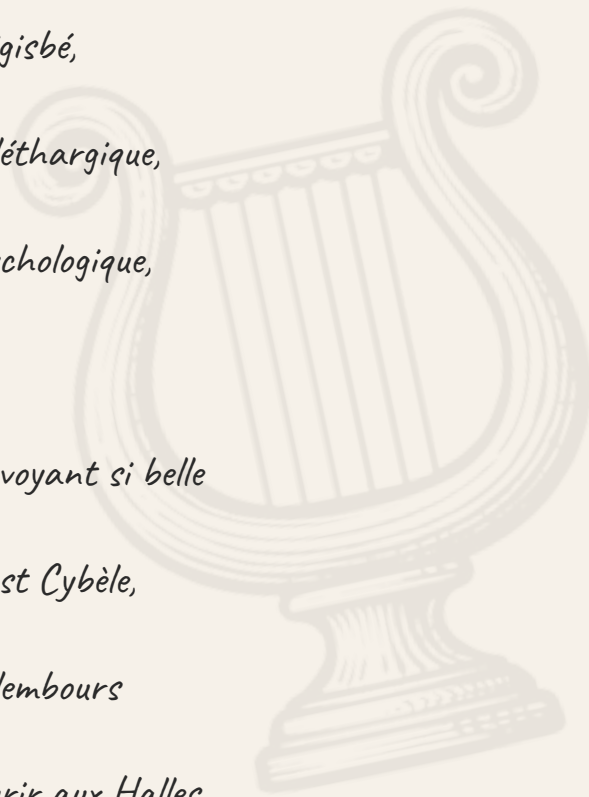 gisbé,
léthargique,
chologique,
voyant si belle
st Cybèle,
lembours
rir aux Halles